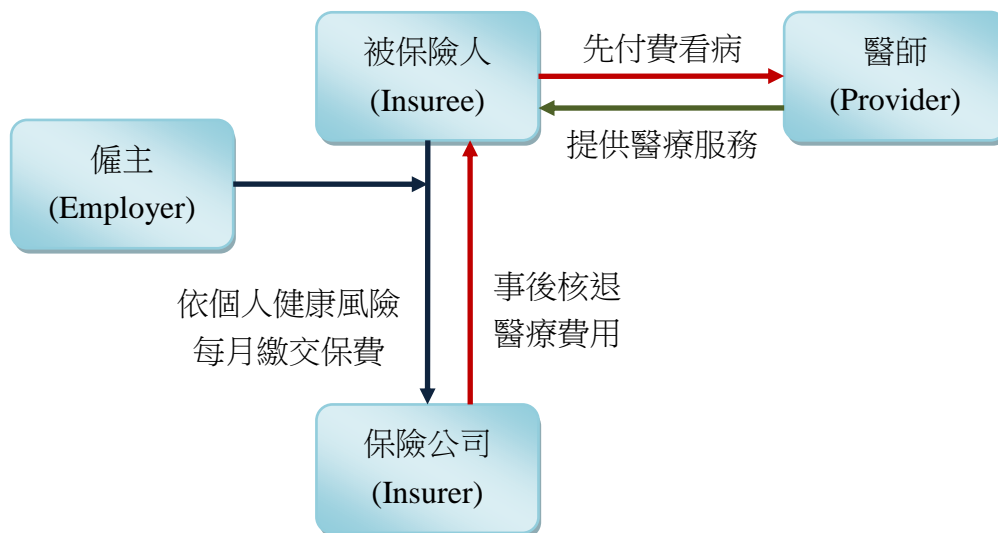 被保險人
(Insuree)
先付費看病
醫師
(Provider)
提供醫療服務
僱主
(Employer)
依個人健康風險
每月繳交保費
事後核退
醫療費用
保險公司
(Insurer)